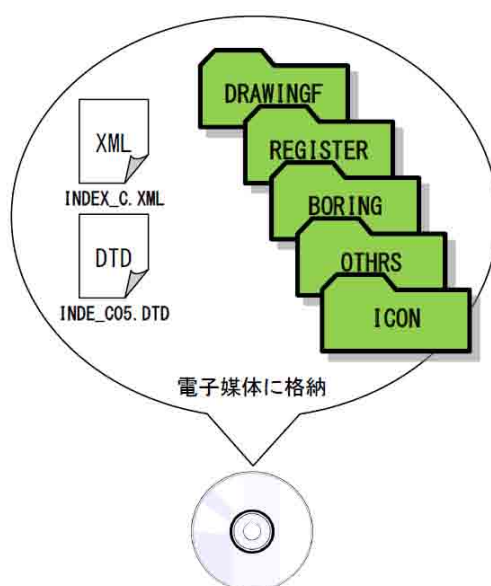 DRAWINGF
REGISTER
BORING
OTHRS
ICON
XML
INDEX_C.XML
DTD
INDE_C05.DTD
電子媒体に格納